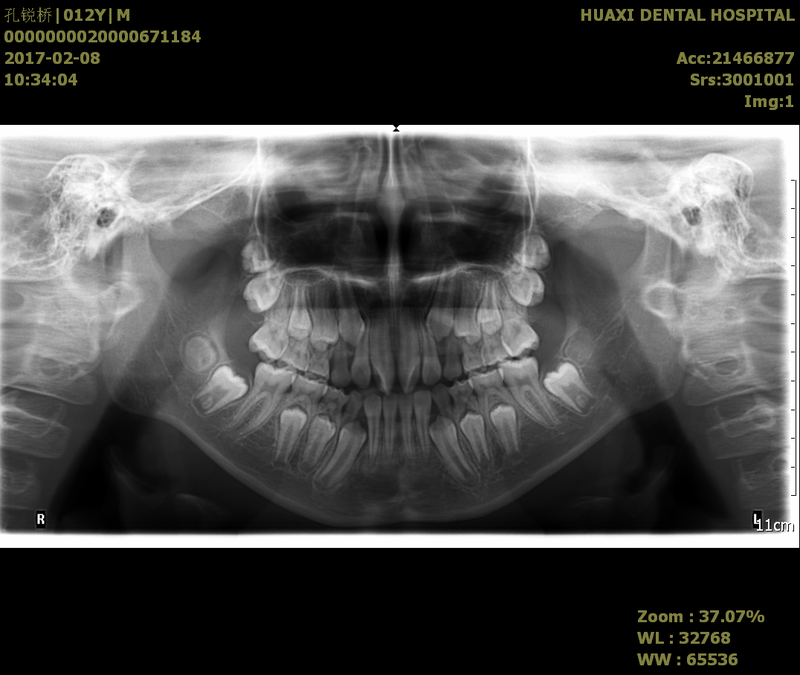 孔锐桥|012Y|M
0000000020000671184
2017-02-08
10:34:04
HUAXI DENTAL HOSPITAL
Acc:21466877
Srs:3001001
Img:1
R
L
11cm
Zoom : 37.07%
WL : 32768
WW : 65536